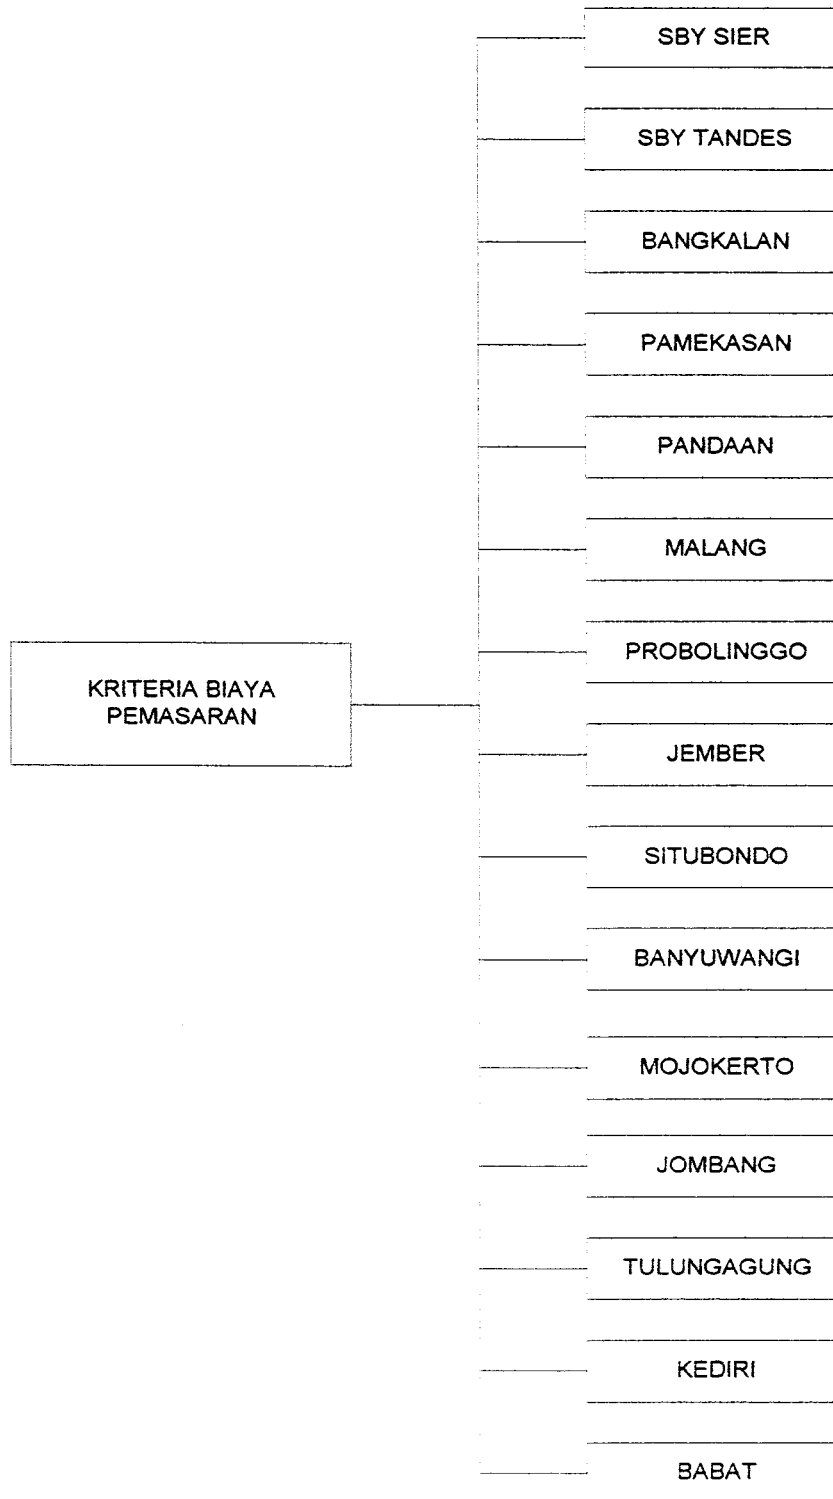 SBY SIER
SBY TANDES
BANGKALAN
PAMEKASAN
PANDAAN
MALANG
PROBOLINGGO
KRITERIA BIAYA
PEMASARAN
JEMBER
SITUBONDO
BANYUWANGI
MOJOKERTO
JOMBANG
TULUNGAGUNG
KEDIRI
BABAT